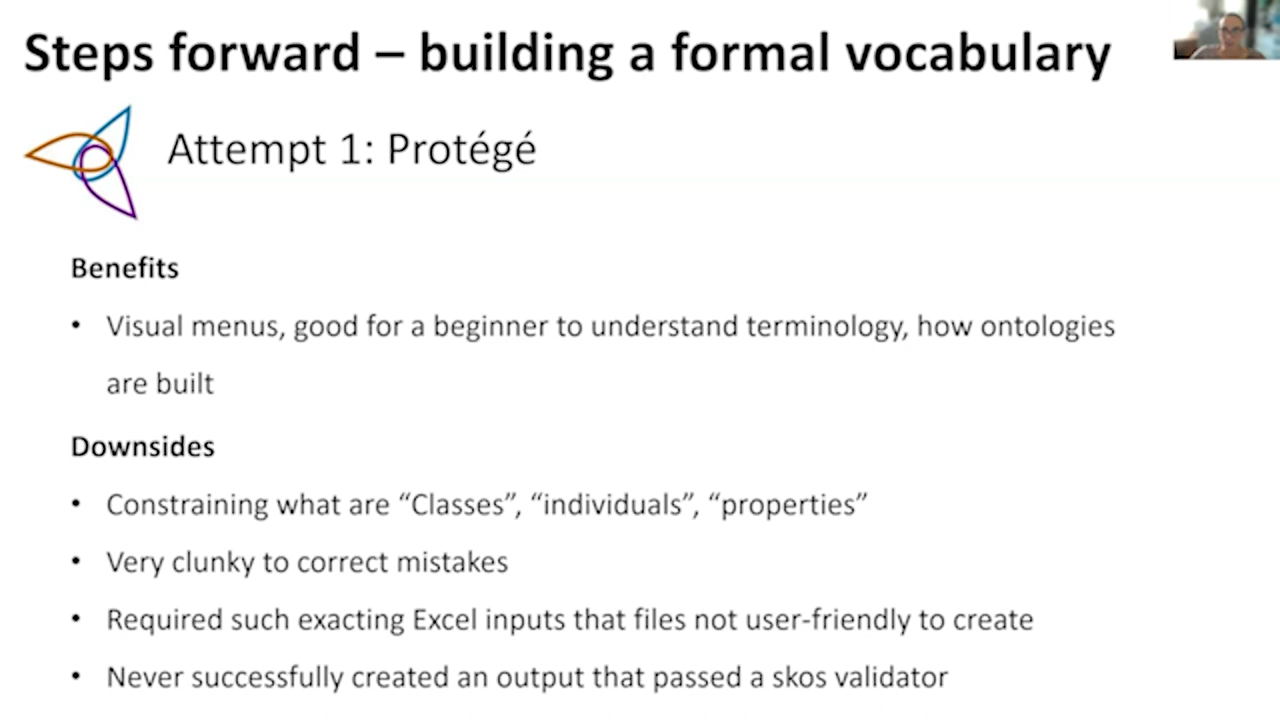 Steps forward – building a formal vocabulary
Attempt 1: Protégé
Benefits
• Visual menus, good for a beginner to understand terminology, how ontologies
are built
Downsides
• Constraining what are “Classes”, “individuals”, “properties”
• Very clunky to correct mistakes
• Required such exacting Excel inputs that files not user-friendly to create
• Never successfully created an output that passed a skos validator